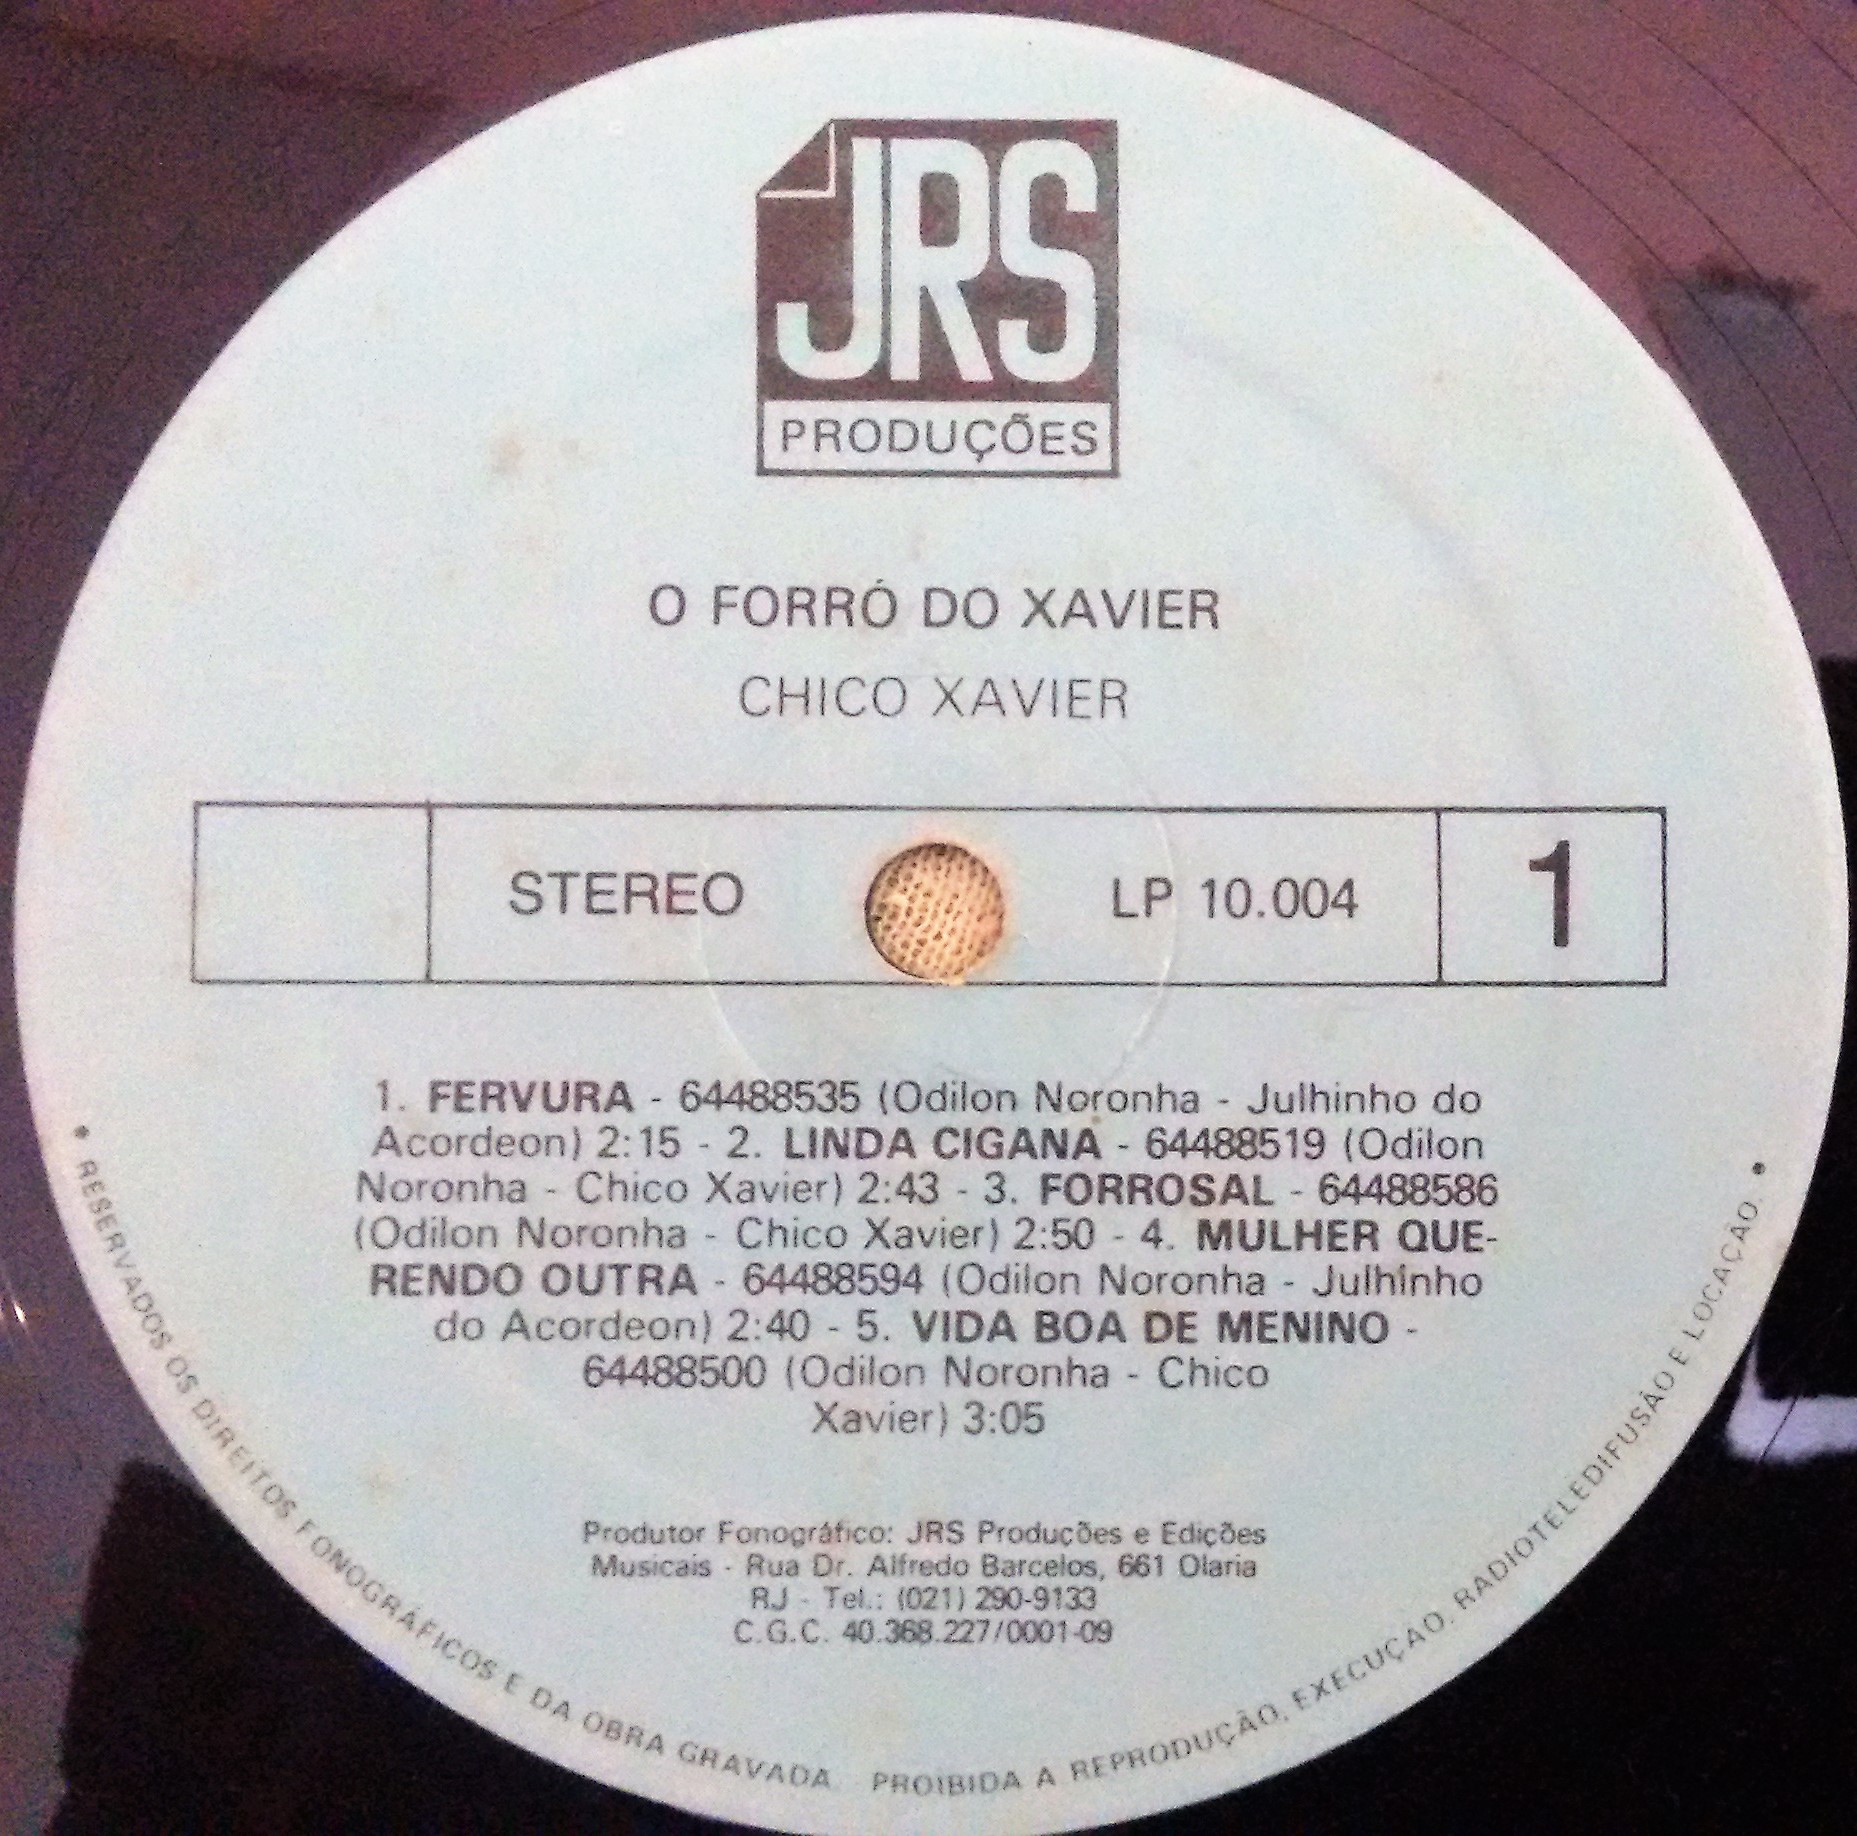 JRS
PRODUÇÕES
O FORRÓ DO XAVIER
CHICO XAVIER
STEREO
LP 10.004
1
1. FERVURA - 64488535 (Odilon Noronha - Julhinho do
Acordeon) 2:15 - 2. LINDA CIGANA - 64488519 (Odilon
Noronha - Chico Xavier) 2:43 - 3. FORROSAL - 64488586
(Odilon Noronha - Chico Xavier) 2:50 - 4. MULHER QUE-
RENDO OUTRA - 64488594 (Odilon Noronha - Julhinho
do Acordeon) 2:40 - 5. VIDA BOA DE MENINO -
64488500 (Odilon Noronha - Chico
Xavier) 3:05
Produtor Fonográfico: JRS Produções e Edições
Musicais - Rua Dr. Alfredo Barcelos, 661 Olaria
RJ - Tel.: (021) 290-9133
C.G.C. 40.368.227/0001-09
• RESERVADOS OS DIREITOS FONOGRÁFICOS E DA OBRA GRAVADA. PROIBIDA A REPRODUÇÃO, EXECUÇÃO, RADIOTELEDIFUSÃO E LOCAÇÃO. •